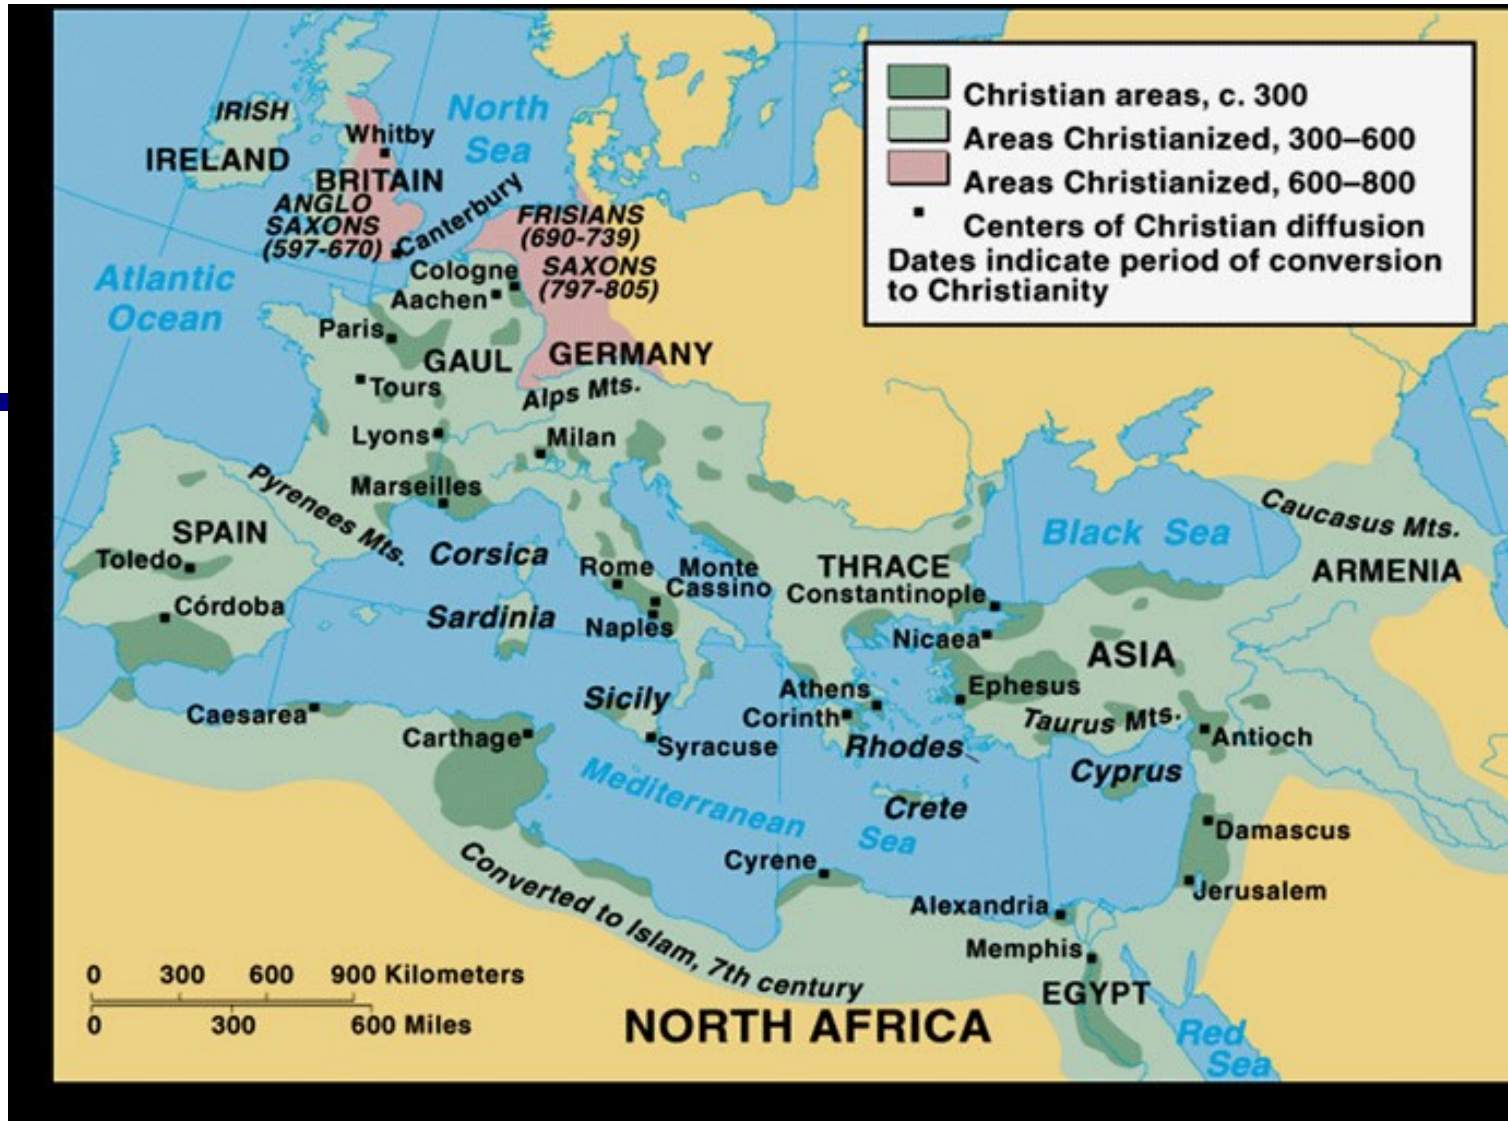 Christian areas, c. 300
Areas Christianized, 300–600
Areas Christianized, 600–800
Centers of Christian diffusion
Dates indicate period of conversion
to Christianity
IRISH
IRELAND
North
Sea
Whitby
BRITAIN
ANGLO
SAXONS
(597-670)
Canterbury
FRISIANS
(690-739)
SAXONS
(797-805)
Atlantic
Ocean
Cologne
Aachen
Paris
GAUL
GERMANY
Tours
Alps Mts.
Lyons
Milan
Marseilles
Pyrenees Mts.
SPAIN
Toledo
Córdoba
Corsica
Sardinia
Rome
Monte
Cassino
Naples
THRACE
Constantinople
Nicaea
Black Sea
Caucasus Mts.
ARMENIA
ASIA
Ephesus
Athens
Corinth
Taurus Mts.
Antioch
Sicily
Syracuse
Rhodes
Cyprus
Crete
Caesarea
Carthage
Mediterranean
Sea
Damascus
Jerusalem
Cyrene
Alexandria
Memphis
EGYPT
Converted to Islam, 7th century
NORTH AFRICA
Red
Sea
0 300 600 900 Kilometers
0 300 600 Miles